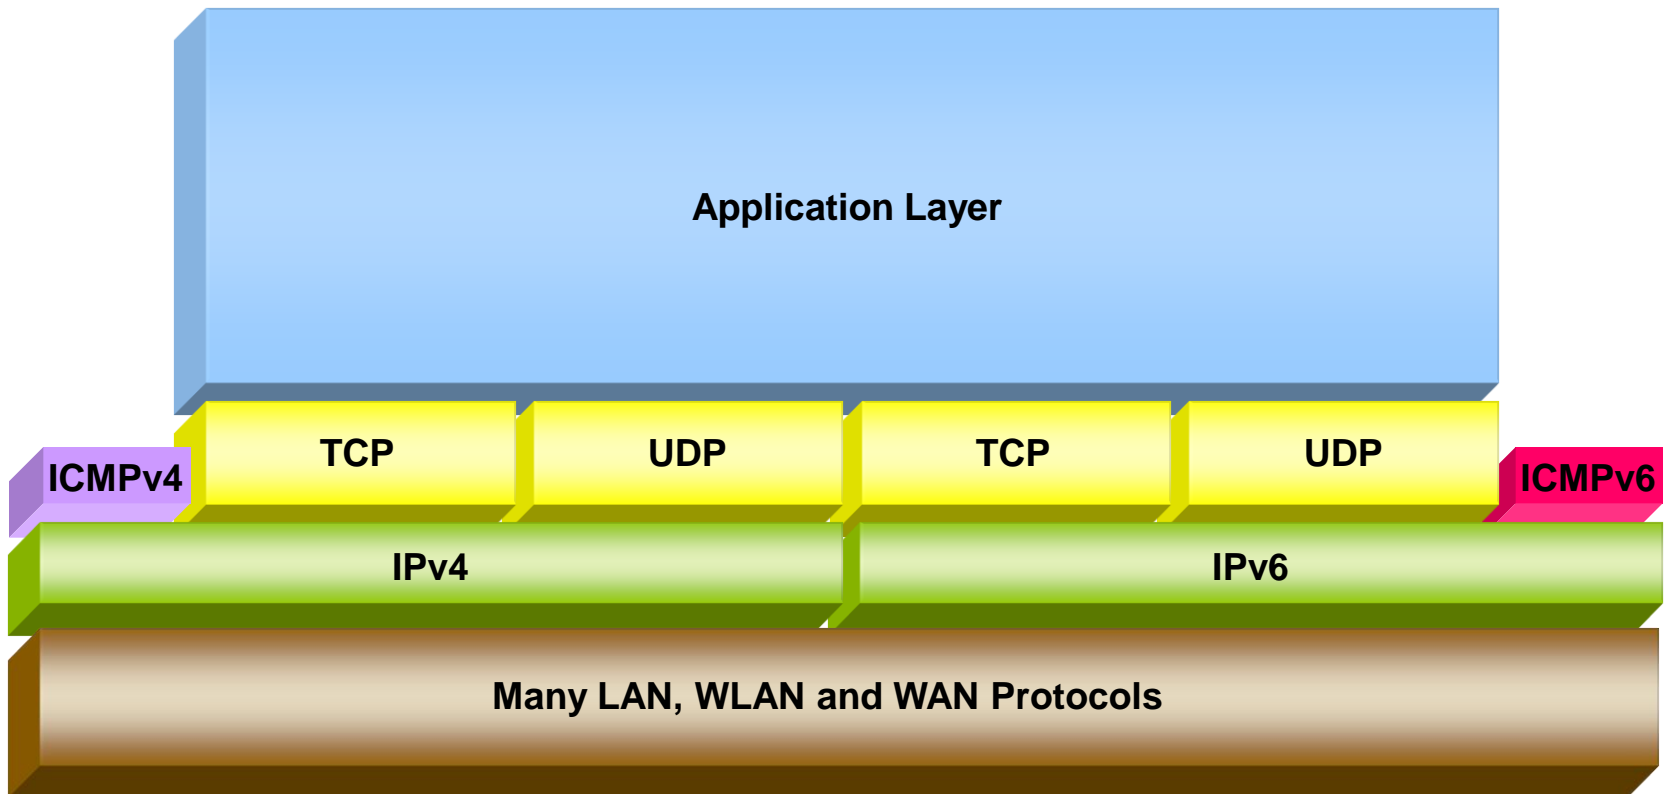 Application Layer
TCP
UDP
TCP
UDP
ICMPv4
ICMPv6
IPv4
IPv6
Many LAN, WLAN and WAN Protocols